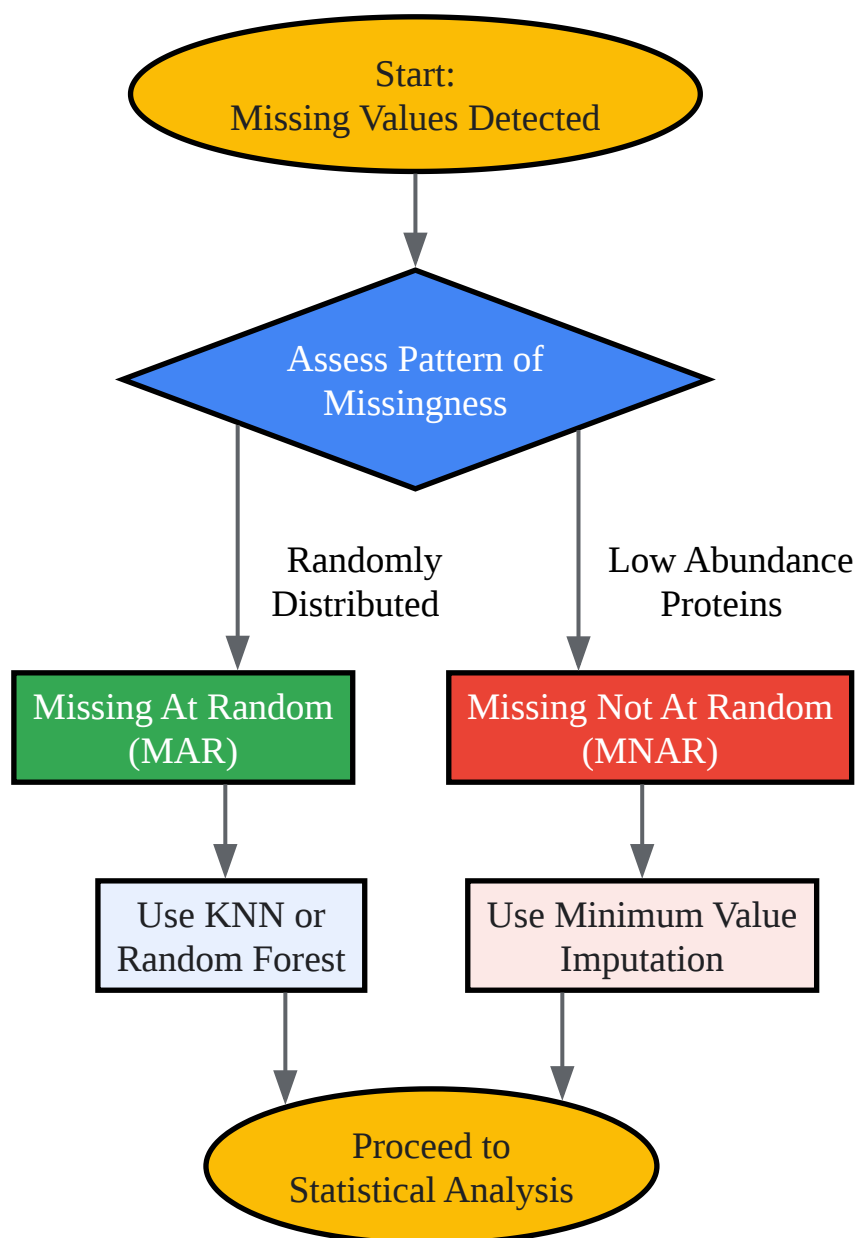 Start:
Missing Values Detected
Assess Pattern of
Missingness
Randomly
Distributed
Low Abundance
Proteins
Missing At Random
(MAR)
Missing Not At Random
(MNAR)
Use KNN or
Random Forest
Use Minimum Value
Imputation
Proceed to
Statistical Analysis